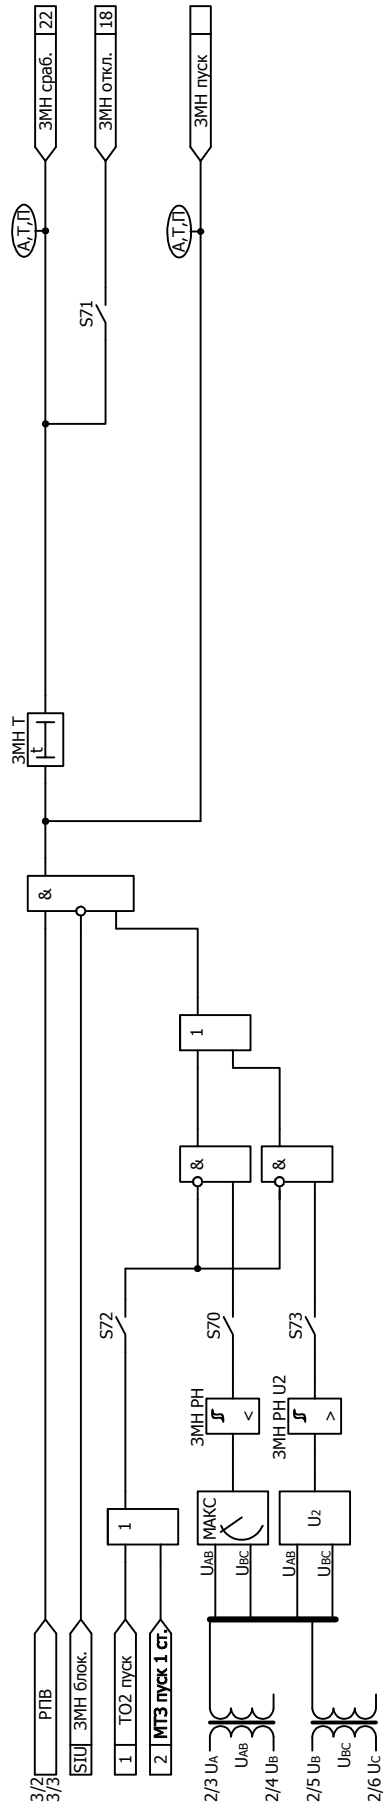 ЗМН сраб. 22
ЗМН откл. 18
ЗМН пуск
А,Т,П
А,Т,П
S71
ЗМН Т
t
&
1
&
&
S72
S70
S73
ЗМН РН
<
ЗМН РН U2
>
1
МАКС
U2
UAB
UBC
UAB
UBC
3/2
3/3
РПВ
SIU ЗМН блок.
1 ТО2 пуск
2 МТЗ пуск 1 ст.
2/3 UA
UAB
2/4 UB
2/5 UB
UBC
2/6 UC